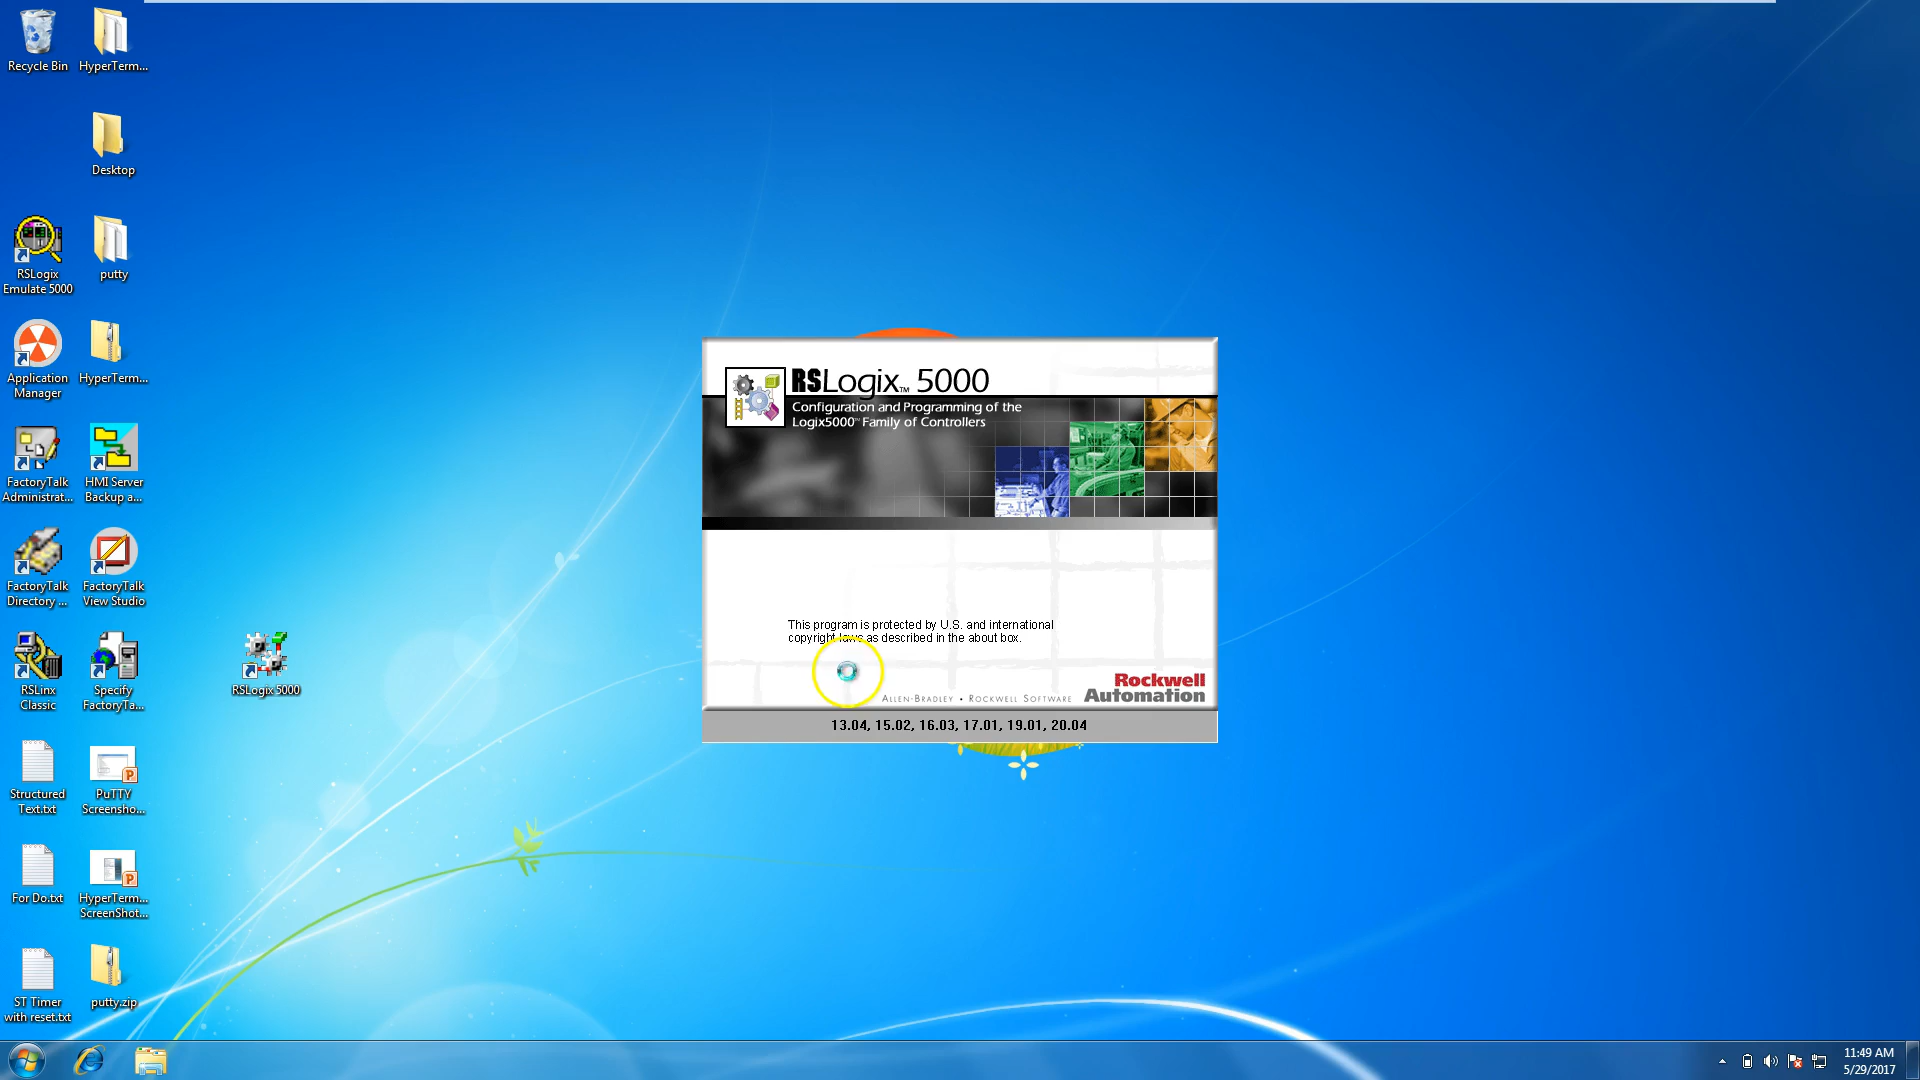 Recycle Bin
HyperTerm...
Desktop
RSLogix
Emulate 5000
putty
Application
Manager
HyperTerm...
FactoryTalk
Administrat...
HMI Server
Backup a...
FactoryTalk
Directory ...
FactoryTalk
View Studio
RSLinx
Classic
Specify
FactoryTa...
RSLogix 5000
Structured
Text.txt
PuTTY
Screensho...
For Do.txt
HyperTerm...
ScreenShot...
ST Timer
with reset.txt
putty.zip
RSLogix™ 5000
Configuration and Programming of the
Logix5000™ Family of Controllers
This program is protected by U.S. and international
copyright laws as described in the about box.
ALLEN-BRADLEY • ROCKWELL SOFTWARE
Rockwell
Automation
13.04, 15.02, 16.03, 17.01, 19.01, 20.04
11:49 AM
5/29/2017